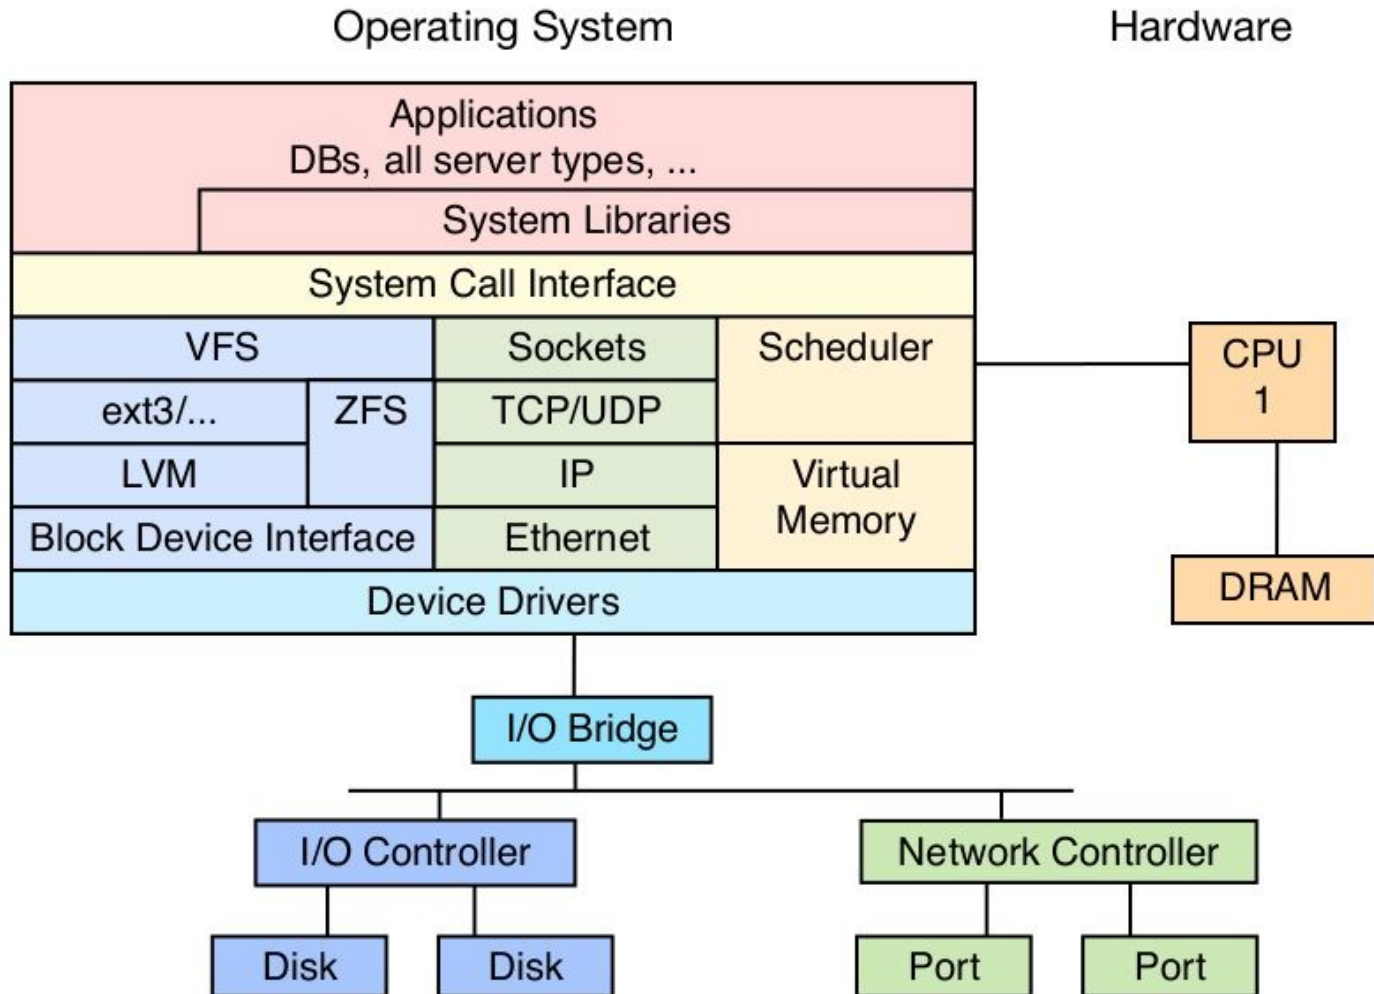 Operating System
Hardware
Applications
DBs, all server types, ...
System Libraries
System Call Interface
VFS
Sockets
Scheduler
CPU
1
ext3/...
ZFS
TCP/UDP
LVM
IP
Virtual
Memory
Block Device Interface
Ethernet
DRAM
Device Drivers
I/O Bridge
I/O Controller
Network Controller
Disk
Disk
Port
Port